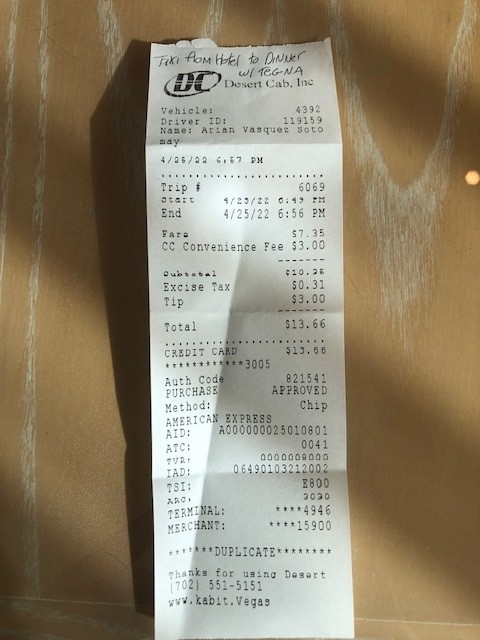 TAXI FROM Hotel to DINNER
w/ TEGNA
DC Desert Cab, Inc
Vehicle: 4392
Driver ID: 119159
Name: Arian Vasquez Soto
may
4/25/22 6:57 PM
....................
Trip # 6069
Start 4/25/22 6:49 PM
End 4/25/22 6:56 PM
Fare $7.35
CC Convenience Fee $3.00
-------
Subtotal $10.35
Excise Tax $0.31
Tip $3.00
-------
Total $13.66
....................
CREDIT CARD $13.66
************3005
Auth Code 821541
PURCHASE APPROVED
Method: Chip
AMERICAN EXPRESS
AID: A000000025010801
ATC: 0041
TVR: 0000008000
IAD: 06490103212002
TSI: E800
ARC: 3030
TERMINAL: ****4946
MERCHANT: ****15900
*******DUPLICATE********
Thanks for using Desert
(702) 551-5151
www.kabit.Vegas